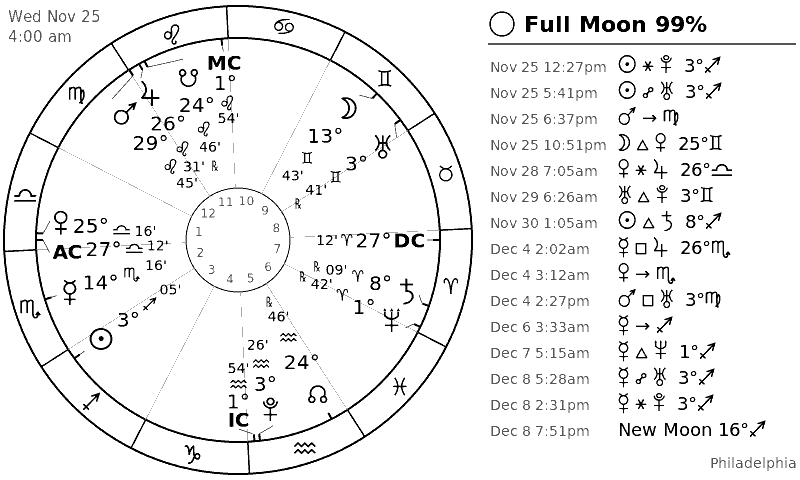 Wed Nov 25
4:00 am
♌ ♋ ♊ ♉ ♈ ♓ ♒ ♑ ♐ ♏ ♎ ♍
MC
1°
♌
54'
☋
24°
♌
46'
℞
♃
26°
♌
31'
♂
29°
♌
45'
☽
13°
♊
43'
♅
3°
♊
41'
℞
♀ 25° ♎ 16'
AC 27° ♎ 12'
☿ 14° ♏ 16'
☉ 3° ♐ 05'
12' ♈ 27° DC
℞ 09' ♈ 8° ♄
℞ 42' ♈ 1° ♆
℞
46'
♒
24°
☊
26'
♒
3°
♇
54'
♒
1°
IC
1 2 3 4 5 6 7 8 9 10 11 12
Full Moon 99%
Nov 25 12:27pm ☉ ⚹ ⯓ 3°♐
Nov 25 5:41pm ☉ ☍ ♅ 3°♐
Nov 25 6:37pm ♂ → ♍
Nov 25 10:51pm ☽ △ ♀ 25°♊
Nov 28 7:05am ♀ ⚹ ♃ 26°♎
Nov 29 6:26am ♅ △ ⯓ 3°♊
Nov 30 1:05am ☉ △ ♄ 8°♐
Dec 4 2:02am ☿ □ ♃ 26°♏
Dec 4 3:12am ♀ → ♏
Dec 4 2:27pm ♂ □ ♅ 3°♍
Dec 6 3:33am ☿ → ♐
Dec 7 5:15am ☿ △ ♆ 1°♐
Dec 8 5:28am ☿ ☍ ♅ 3°♐
Dec 8 2:31pm ☿ ⚹ ⯓ 3°♐
Dec 8 7:51pm New Moon 16°♐
Philadelphia